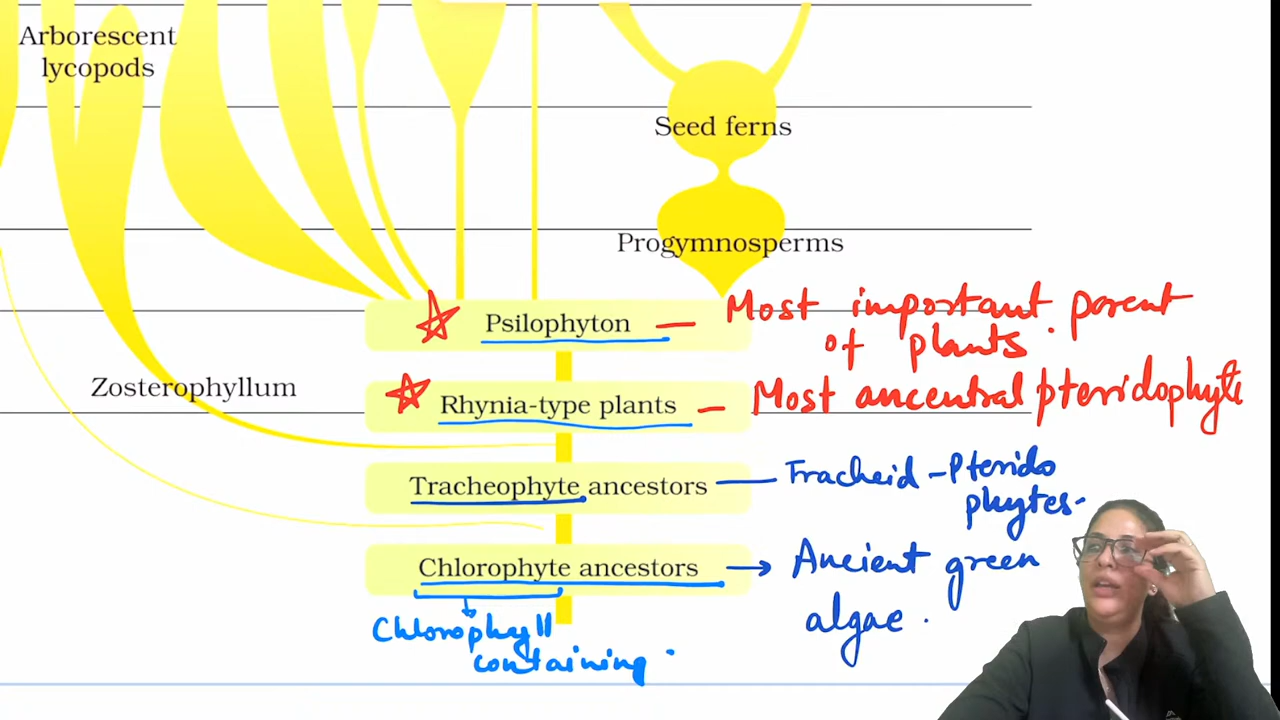 Arborescent
lycopods
Seed ferns
Progymnosperms
Psilophyton — Most important parent
of plants.
Zosterophyllum
Rhynia-type plants — Most ancentral pteridophyte
Tracheophyte ancestors — Tracheid - Pterido
phytes.
Chlorophyte ancestors → Ancient green
algae.
Chlorophyll
containing.